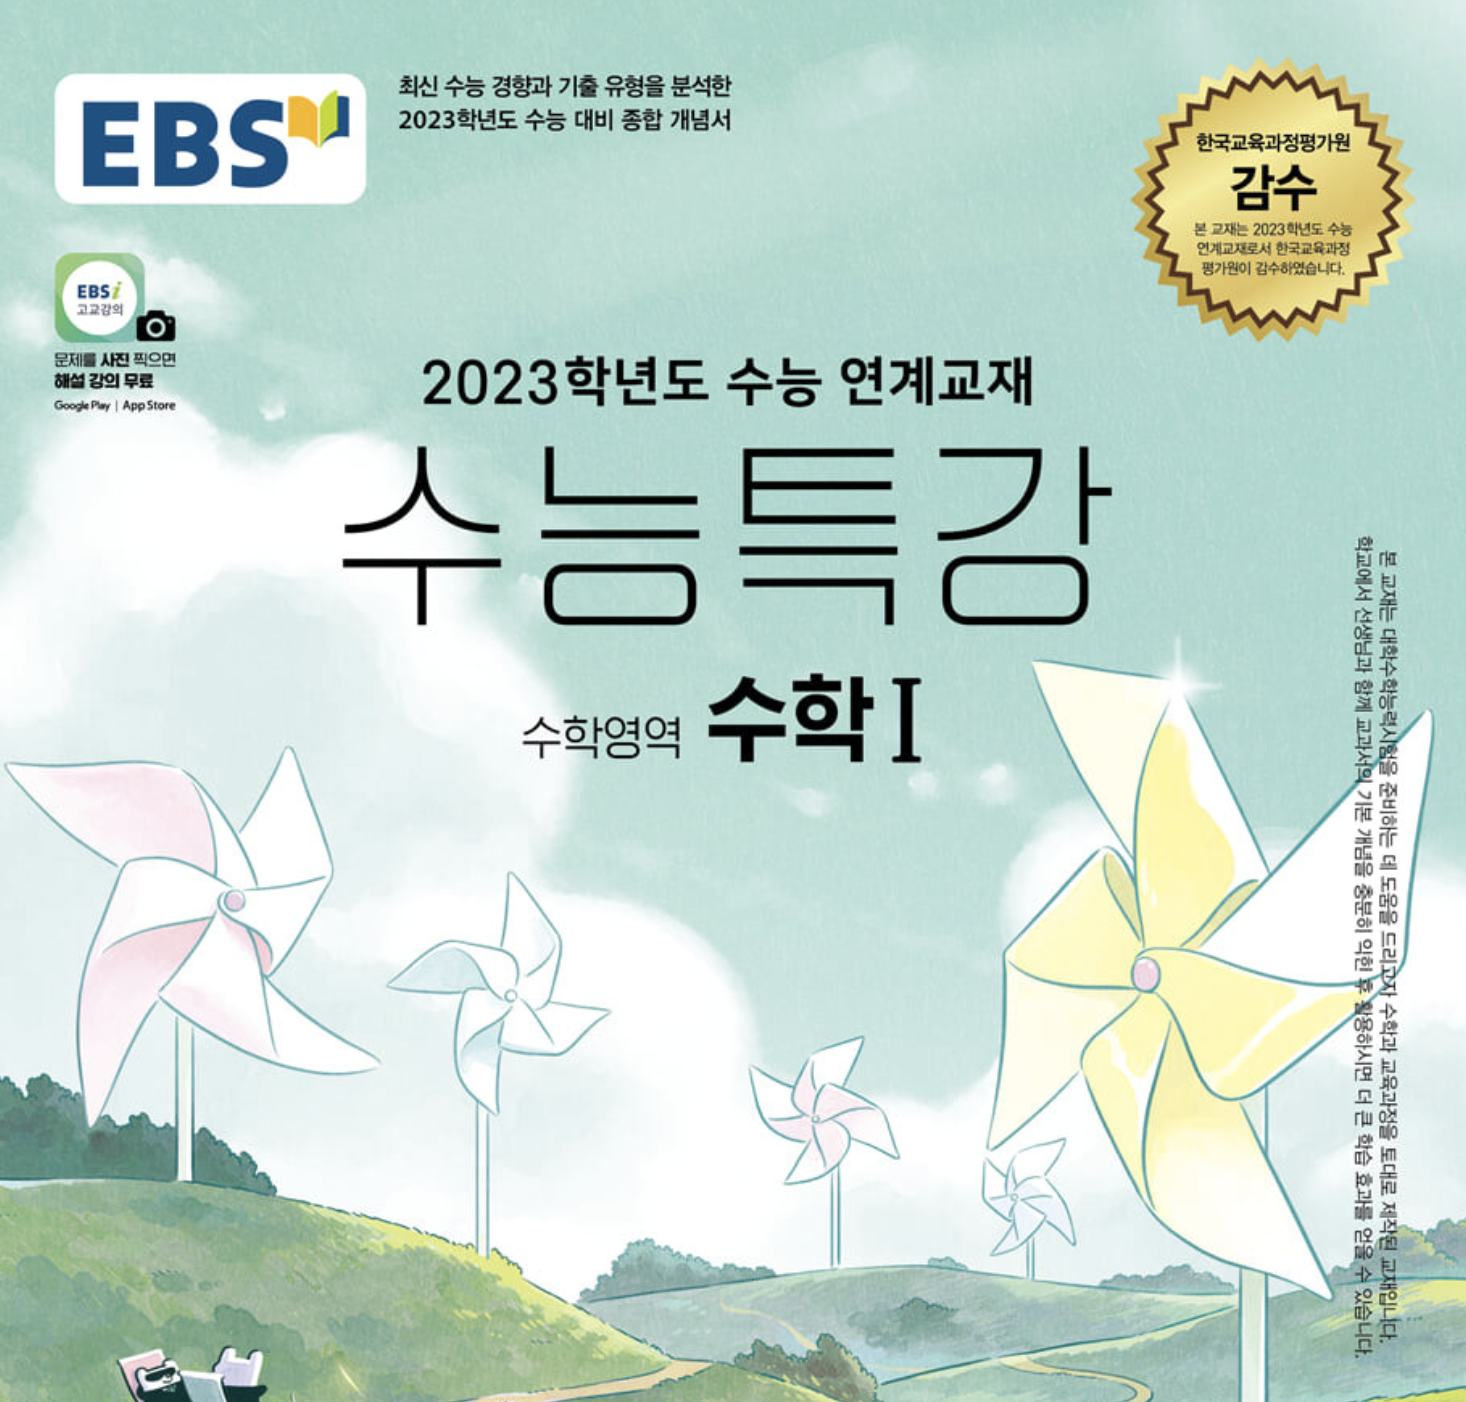 EBS
최신 수능 경향과 기출 유형을 분석한
2023학년도 수능 대비 종합 개념서
한국교육과정평가원
감수
본 교재는 2023학년도 수능
연계교재로서 한국교육과정
평가원이 감수하였습니다.
EBSi
고교강의
문제를 사진 찍으면
해설 강의 무료
Google Play | App Store
2023학년도 수능 연계교재
수능특강
수학영역 수학Ⅰ
본 교재는 대학수학능력시험을 준비하는 데 도움을 드리고자 수학과 교육과정을 토대로 제작된 교재입니다.
학교에서 선생님과 함께 교과서의 기본 개념을 충분히 익힌 후 활용하시면 더 큰 학습 효과를 얻을 수 있습니다.